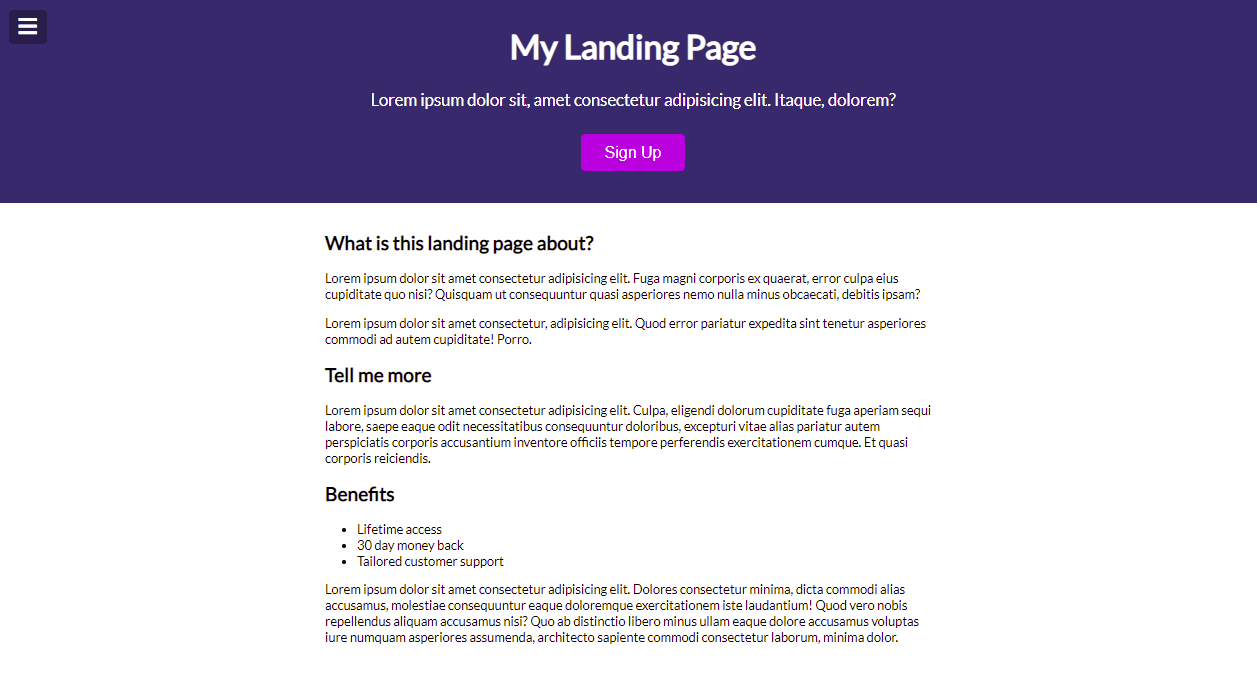 My Landing Page
Lorem ipsum dolor sit, amet consectetur adipisicing elit. Itaque, dolorem?
Sign Up
What is this landing page about?
Lorem ipsum dolor sit amet consectetur adipisicing elit. Fuga magni corporis ex quaerat, error culpa eius
cupiditate quo nisi? Quisquam ut consequuntur quasi asperiores nemo nulla minus obcaecati, debitis ipsam?
Lorem ipsum dolor sit amet consectetur, adipisicing elit. Quod error pariatur expedita sint tenetur asperiores
commodi ad autem cupiditate! Porro.
Tell me more
Lorem ipsum dolor sit amet consectetur adipisicing elit. Culpa, eligendi dolorum cupiditate fuga aperiam sequi
labore, saepe eaque odit necessitatibus consequuntur doloribus, excepturi vitae alias pariatur autem
perspiciatis corporis accusantium inventore officiis tempore perferendis exercitationem cumque. Et quasi
corporis reiciendis.
Benefits
• Lifetime access
• 30 day money back
• Tailored customer support
Lorem ipsum dolor sit amet consectetur adipisicing elit. Dolores consectetur minima, dicta commodi alias
accusamus, molestiae consequuntur eaque doloremque exercitationem iste laudantium! Quod vero nobis
repellendus aliquam accusamus nisi? Quo ab distinctio libero minus ullam eaque dolore accusamus voluptas
iure numquam asperiores assumenda, architecto sapiente commodi consectetur laborum, minima dolor.